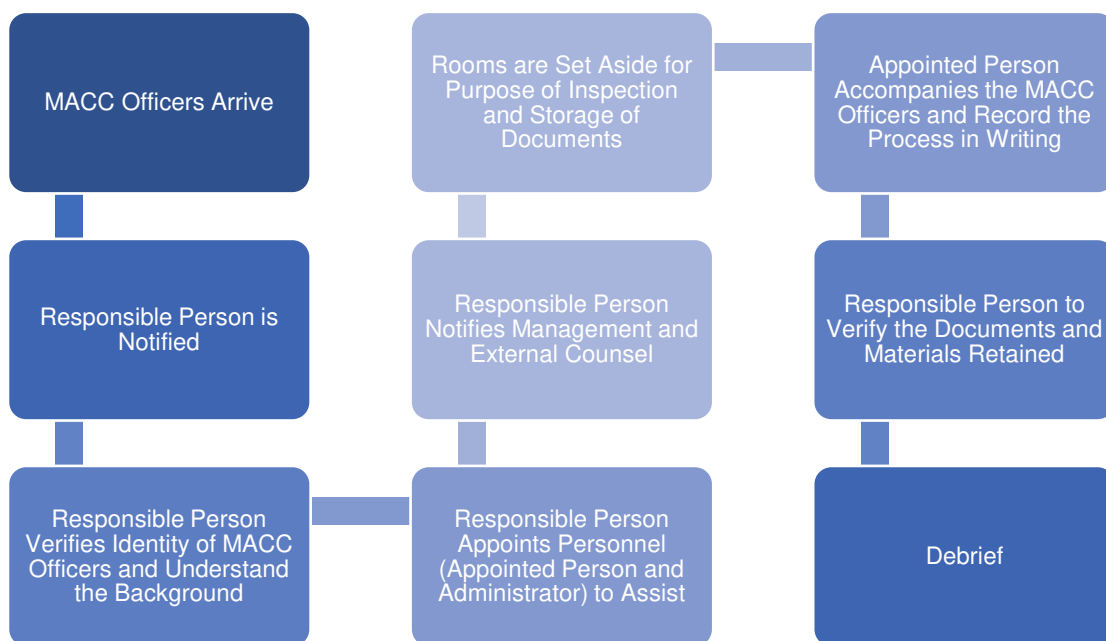 MACC Officers Arrive
Responsible Person is
Notified
Responsible Person
Verifies Identity of MACC
Officers and Understand
the Background
Responsible Person
Appoints Personnel
(Appointed Person and
Administrator) to Assist
Responsible Person
Notifies Management and
External Counsel
Rooms are Set Aside for
Purpose of Inspection
and Storage of
Documents
Appointed Person
Accompanies the MACC
Officers and Record the
Process in Writing
Responsible Person to
Verify the Documents and
Materials Retained
Debrief